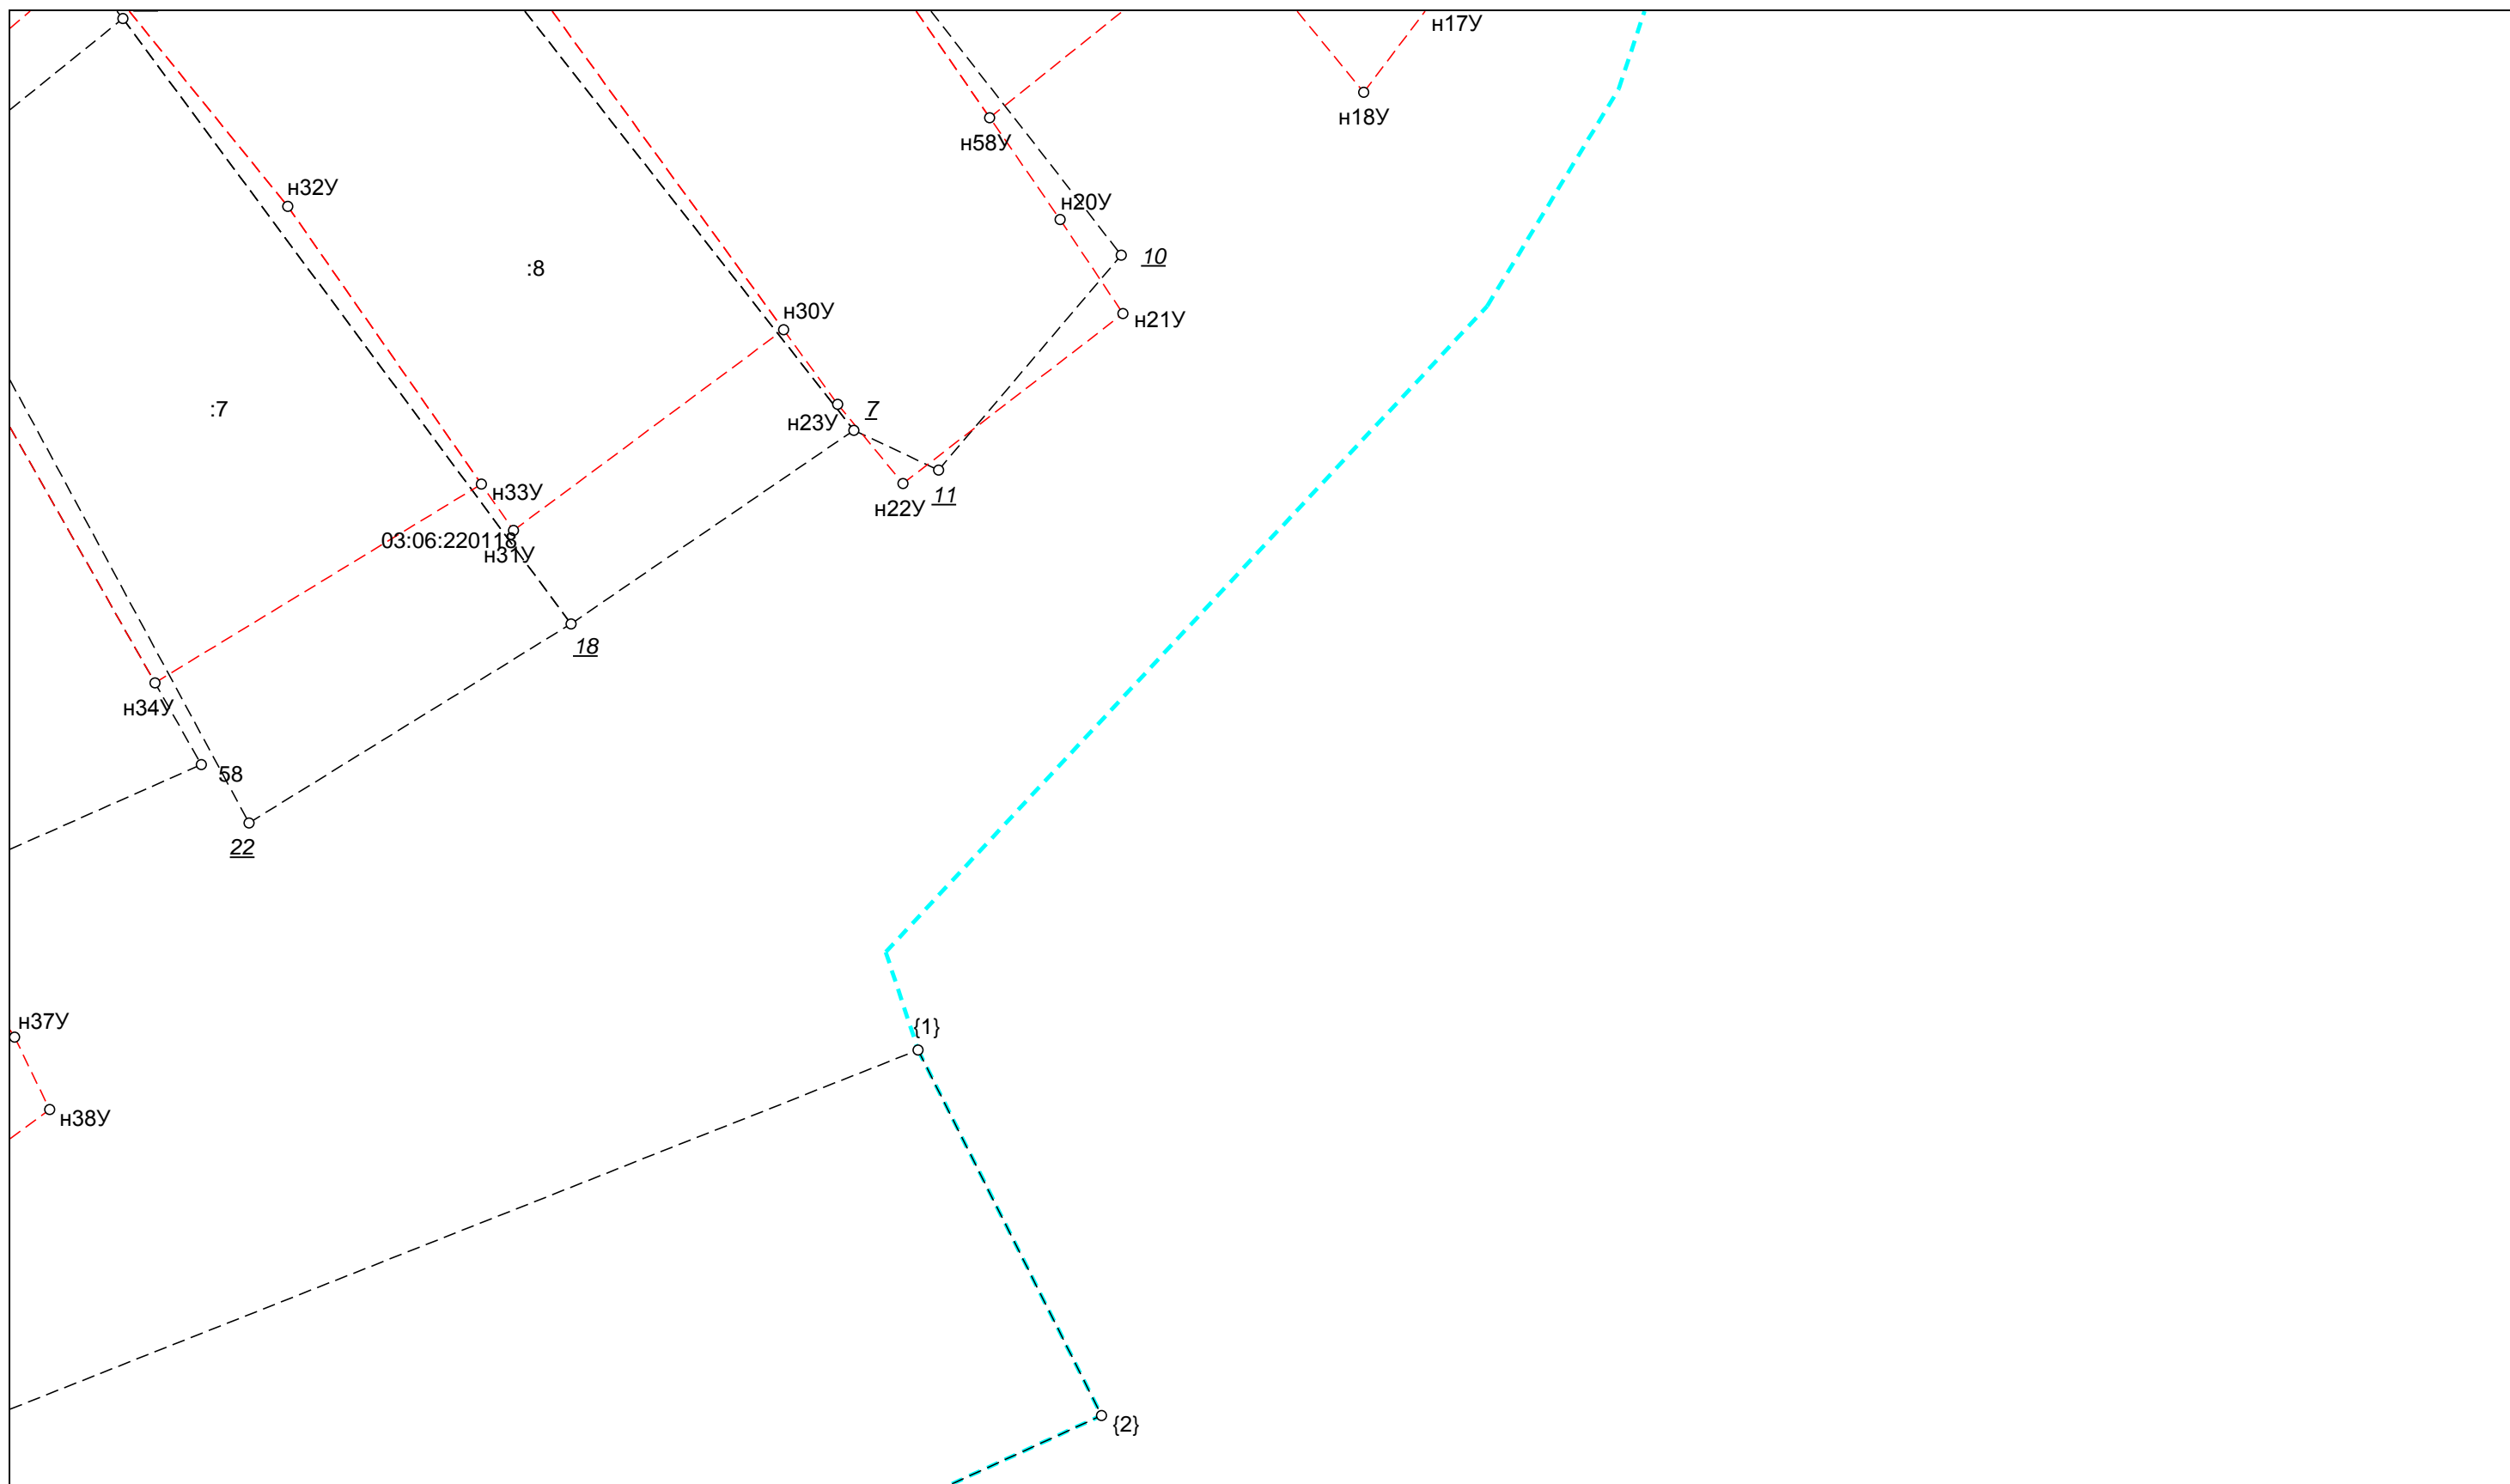 н17У
н18У
н58У
н32У
н20У
10
:8
н30У
н21У
:7
7
н23У
н33У
11
н22У
03:06:220118
н31У
18
н34У
58
22
н37У
{1}
н38У
{2}